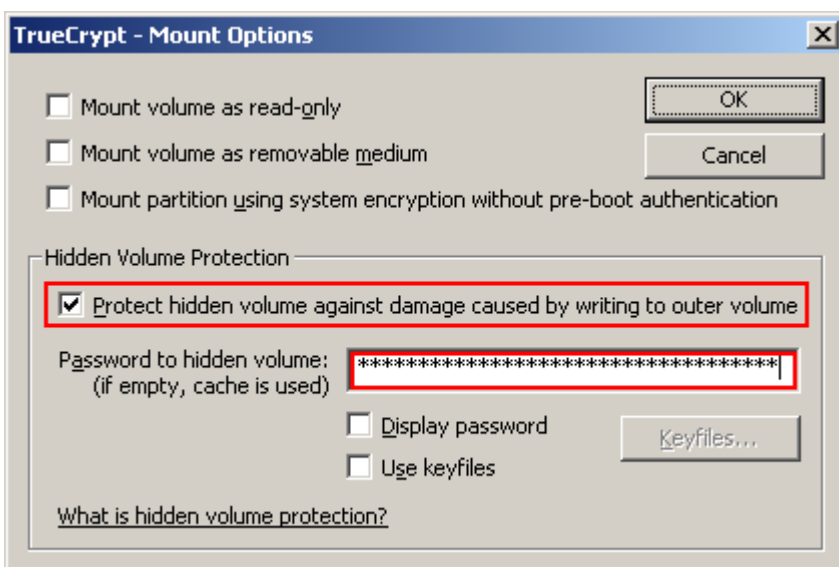 TrueCrypt - Mount Options
Mount volume as read-only
OK
Mount volume as removable medium
Cancel
Mount partition using system encryption without pre-boot authentication
Hidden Volume Protection
Protect hidden volume against damage caused by writing to outer volume
Password to hidden volume:
(if empty, cache is used)
***********************************
Display password
Keyfiles...
Use keyfiles
What is hidden volume protection?